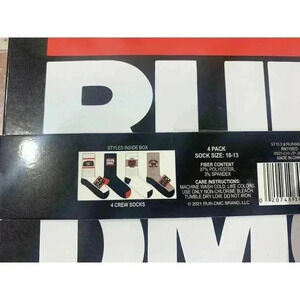 RUN
STYLES INSIDE BOX
4 CREW SOCKS
4 PACK
SOCK SIZE: 10-13
FIBER CONTENT
97% POLYESTER,
3% SPANDEX
CARE INSTRUCTIONS:
MACHINE WASH COLD. LIKE COLORS.
USE ONLY NON-CHLORINE BLEACH.
TUMBLE DRY LOW. DO NOT IRON.
© 2021 RUN-DMC BRAND, LLC
STYLE #
MADE IN
DMC